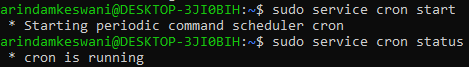 arindamkeswani@DESKTOP-3JI0BIH:~$ sudo service cron start
 * Starting periodic command scheduler cron
arindamkeswani@DESKTOP-3JI0BIH:~$ sudo service cron status
 * cron is running